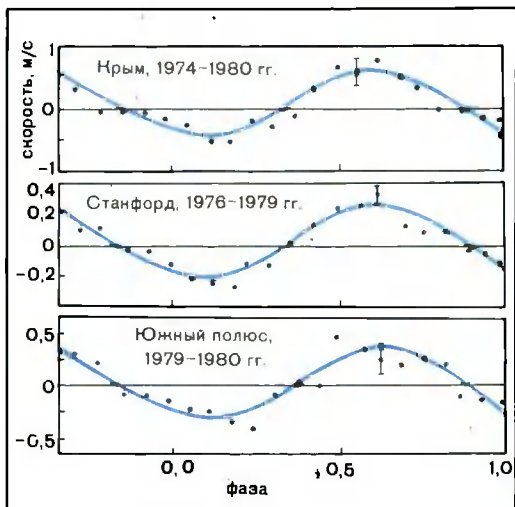 скорость, м/с
1
0
-1
Крым, 1974–1980 гг.
0,4
0,2
0
-0,2
Станфорд, 1976–1979 гг.
0,5
0
-0,5
Южный полюс,
1979–1980 гг.
0,0
0,5
1,0
фаза